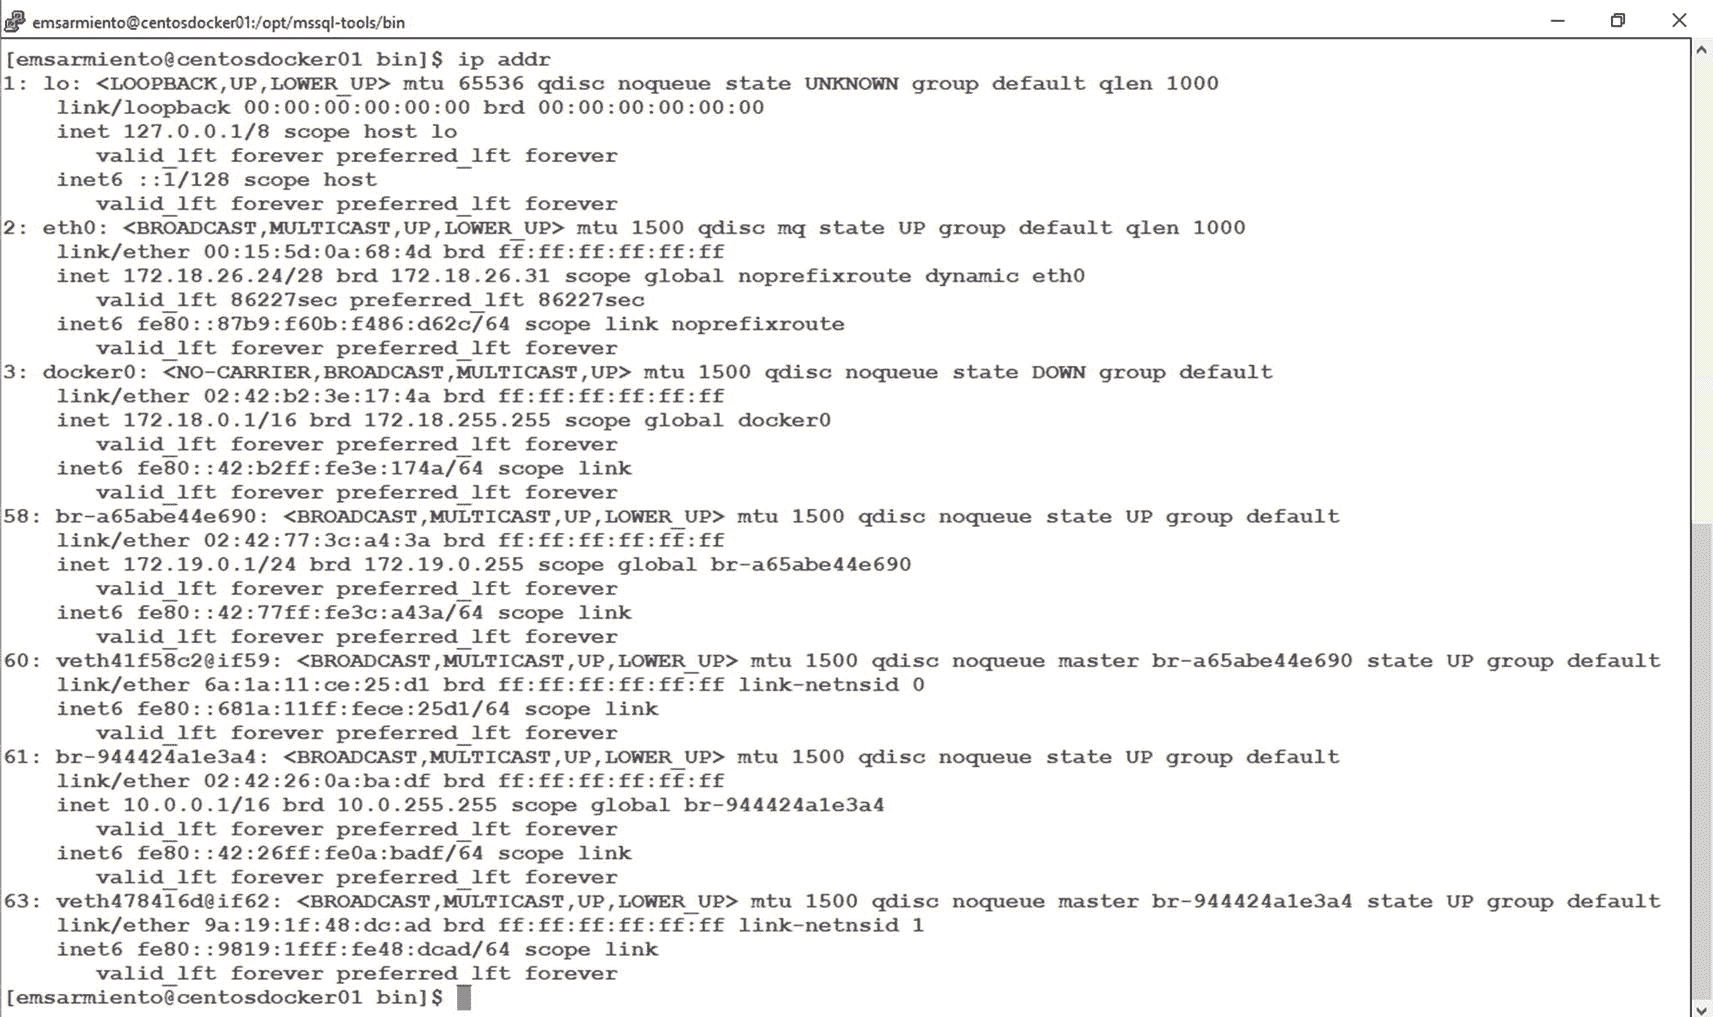 emsarmiento@centosdocker01:/opt/mssql-tools/bin
[emsarmiento@centosdocker01 bin]$ ip addr
1: lo: <LOOPBACK,UP,LOWER_UP> mtu 65536 qdisc noqueue state UNKNOWN group default qlen 1000
    link/loopback 00:00:00:00:00:00 brd 00:00:00:00:00:00
    inet 127.0.0.1/8 scope host lo
       valid_lft forever preferred_lft forever
    inet6 ::1/128 scope host
       valid_lft forever preferred_lft forever
2: eth0: <BROADCAST,MULTICAST,UP,LOWER_UP> mtu 1500 qdisc mq state UP group default qlen 1000
    link/ether 00:15:5d:0a:68:4d brd ff:ff:ff:ff:ff:ff
    inet 172.18.26.24/28 brd 172.18.26.31 scope global noprefixroute dynamic eth0
       valid_lft 86227sec preferred_lft 86227sec
    inet6 fe80::87b9:f60b:f486:d62c/64 scope link noprefixroute
       valid_lft forever preferred_lft forever
3: docker0: <NO-CARRIER,BROADCAST,MULTICAST,UP> mtu 1500 qdisc noqueue state DOWN group default
    link/ether 02:42:b2:3e:17:4a brd ff:ff:ff:ff:ff:ff
    inet 172.18.0.1/16 brd 172.18.255.255 scope global docker0
       valid_lft forever preferred_lft forever
    inet6 fe80::42:b2ff:fe3e:174a/64 scope link
       valid_lft forever preferred_lft forever
58: br-a65abe44e690: <BROADCAST,MULTICAST,UP,LOWER_UP> mtu 1500 qdisc noqueue state UP group default
    link/ether 02:42:77:3c:a4:3a brd ff:ff:ff:ff:ff:ff
    inet 172.19.0.1/24 brd 172.19.0.255 scope global br-a65abe44e690
       valid_lft forever preferred_lft forever
    inet6 fe80::42:77ff:fe3c:a43a/64 scope link
       valid_lft forever preferred_lft forever
60: veth41f58c2@if59: <BROADCAST,MULTICAST,UP,LOWER_UP> mtu 1500 qdisc noqueue master br-a65abe44e690 state UP group default
    link/ether 6a:1a:11:ce:25:d1 brd ff:ff:ff:ff:ff:ff link-netnsid 0
    inet6 fe80::681a:11ff:fece:25d1/64 scope link
       valid_lft forever preferred_lft forever
61: br-944424a1e3a4: <BROADCAST,MULTICAST,UP,LOWER_UP> mtu 1500 qdisc noqueue state UP group default
    link/ether 02:42:26:0a:ba:df brd ff:ff:ff:ff:ff:ff
    inet 10.0.0.1/16 brd 10.0.255.255 scope global br-944424a1e3a4
       valid_lft forever preferred_lft forever
    inet6 fe80::42:26ff:fe0a:badf/64 scope link
       valid_lft forever preferred_lft forever
63: veth478416d@if62: <BROADCAST,MULTICAST,UP,LOWER_UP> mtu 1500 qdisc noqueue master br-944424a1e3a4 state UP group default
    link/ether 9a:19:1f:48:dc:ad brd ff:ff:ff:ff:ff:ff link-netnsid 1
    inet6 fe80::9819:1fff:fe48:dcad/64 scope link
       valid_lft forever preferred_lft forever
[emsarmiento@centosdocker01 bin]$